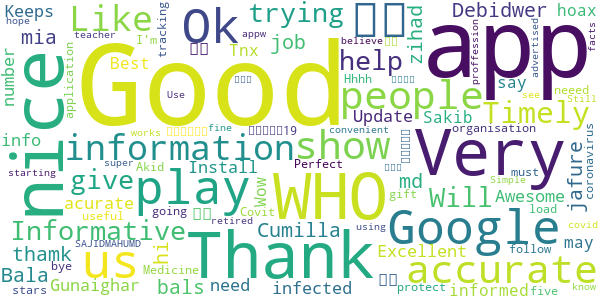 Keeps
Like
Ok
trying
Debidwer
hoax
mia
tracking
job
zihad
number
teacher
I'm
hope
Tnx
Best
Hhhh
help
appw
believe
proffession
advertised
facts
application
Good
app
people
say
neeed
Still
info
nice
information
show
Update
Sakib
Timely
Use
works
fine
convenient
organisation
see
starting
super
Akid
give
Install
Wow
Perfect
coronavirus
acurate
play
WHO
md
Will
jafure
must
Very
Awesome
Simple
useful
going
Covit
gift
load
covid
Informative
hi
retired
using
Google
follow
may
SAJIDMAHUMD
thamk
bye
us
Thank
Cumilla
Excellent
Bala
Medicine
need
infected
protect
accurate
stars
Gunaighar
bals
informed
five
know
19